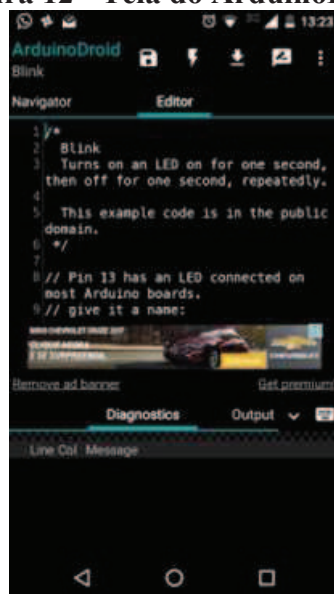 ra 12 - Tela do Arduino
13:23
ArduinoDroid
Blink
Navigator Editor
1 /*
2 Blink
3 Turns on an LED on for one second,
then off for one second, repeatedly.
4
5 This example code is in the public
domain.
6 */
7
8 // Pin 13 has an LED connected on
most Arduino boards.
9 // give it a name:
CHEVROLET
Remove ad banner Get premium
Diagnostics Output
Line Col Message